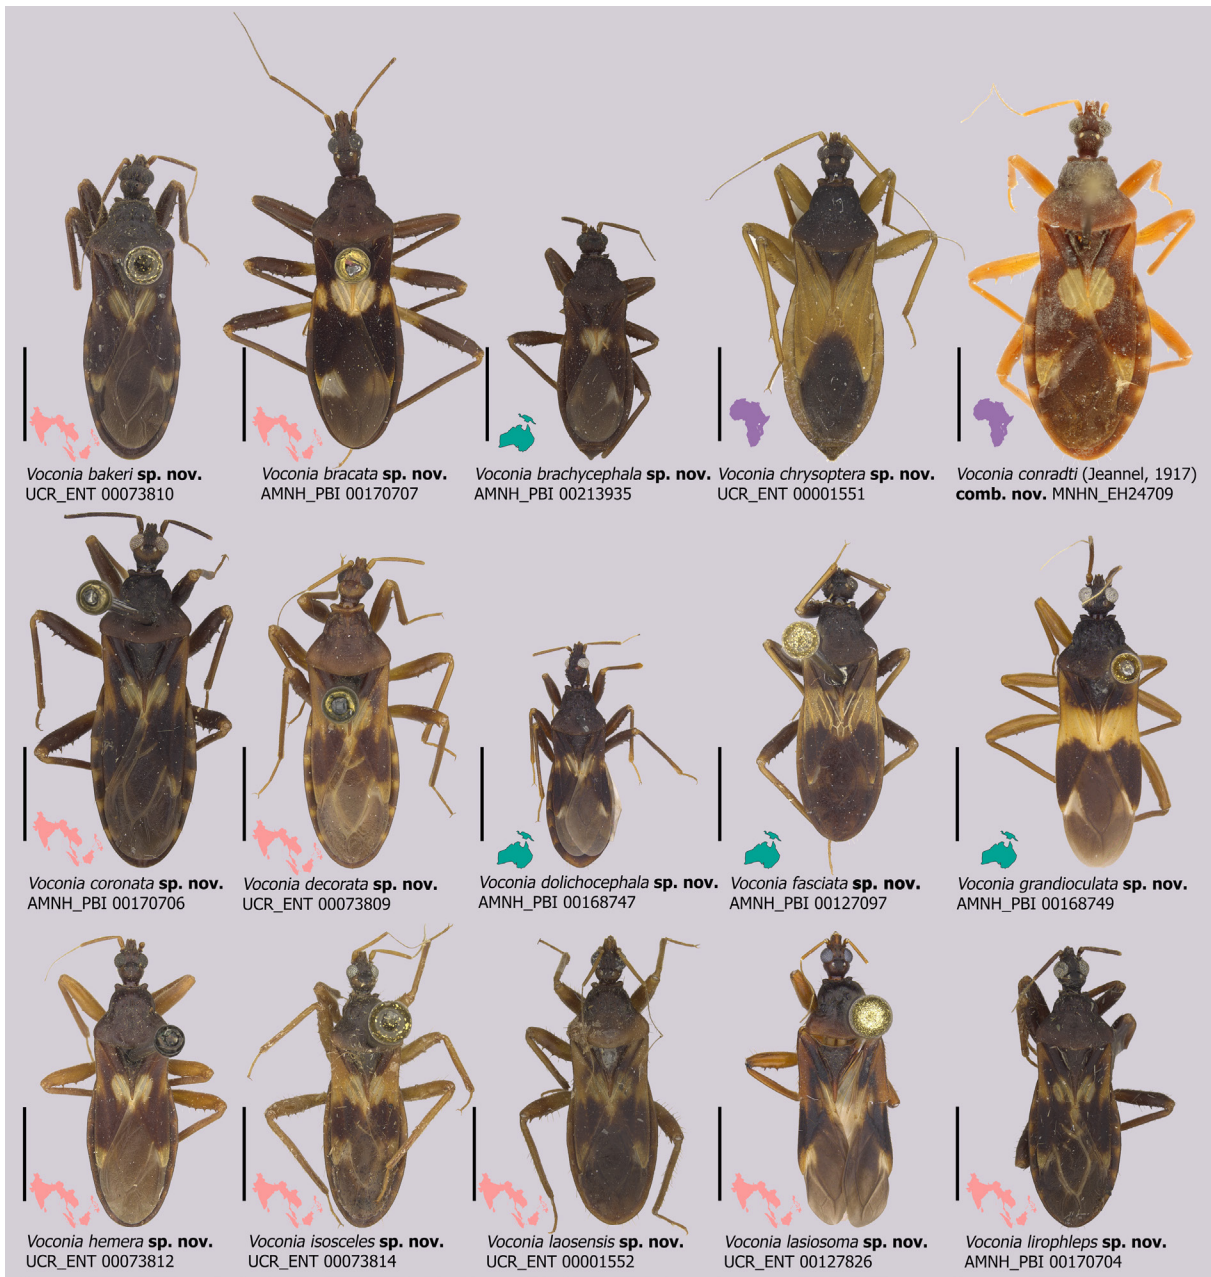 Voconia bakeri sp. nov.
UCR_ENT 00073810
Voconia bracata sp. nov.
AMNH_PBI 00170707
Voconia brachycephala sp. nov.
AMNH_PBI 00213935
Voconia chrysoptera sp. nov.
UCR_ENT 00001551
Voconia conradti (Jeannel, 1917)
comb. nov. MNHN_EH24709
Voconia coronata sp. nov.
AMNH_PBI 00170706
Voconia decorata sp. nov.
UCR_ENT 00073809
Voconia dolichocephala sp. nov.
AMNH_PBI 00168747
Voconia fasciata sp. nov.
AMNH_PBI 00127097
Voconia grandioculata sp. nov.
AMNH_PBI 00168749
Voconia hemera sp. nov.
UCR_ENT 00073812
Voconia isosceles sp. nov.
UCR_ENT 00073814
Voconia laosensis sp. nov.
UCR_ENT 00001552
Voconia lasiosoma sp. nov.
UCR_ENT 00127826
Voconia lirophleps sp. nov.
AMNH_PBI 00170704